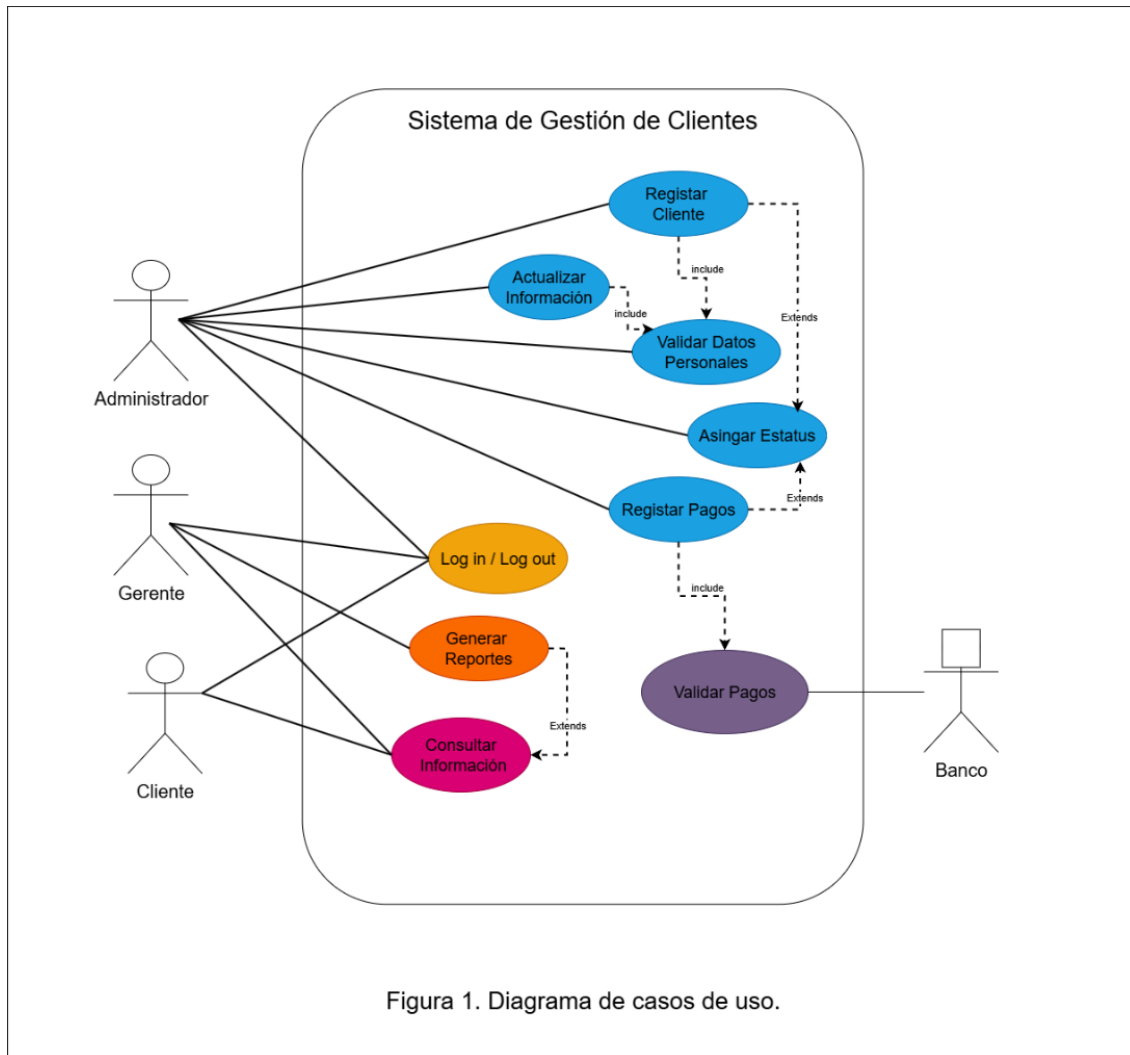 Sistema de Gestión de Clientes
Registar
Cliente
include
Actualizar
Información
include
Extends
Validar Datos
Personales
Administrador
Asingar Estatus
Extends
Registar Pagos
Log in / Log out
include
Gerente
Generar
Reportes
Validar Pagos
Extends
Consultar
Información
Cliente
Banco
Figura 1. Diagrama de casos de uso.